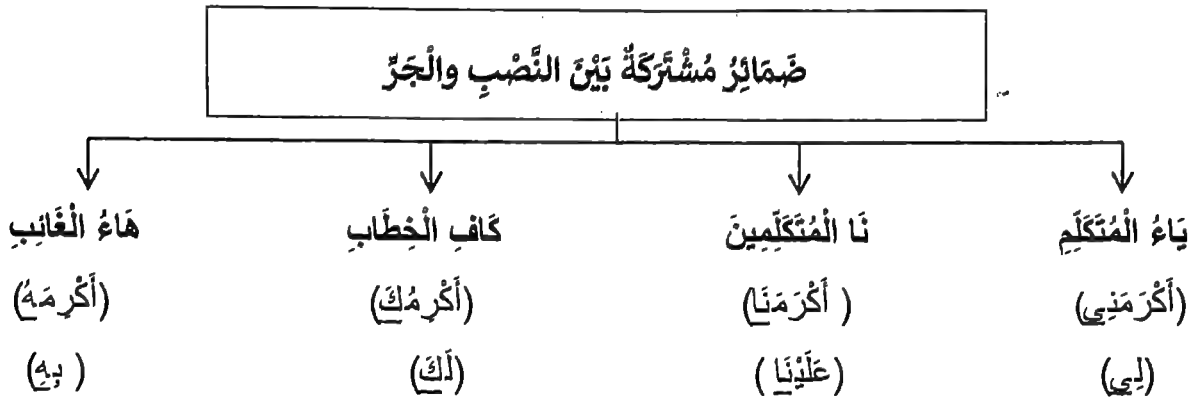 ضَمَائِرُ مُشْتَرَكَةٌ بَيْنَ النَّصْبِ والْجَرِّ
يَاءُ الْمُتَكَلِّمِ نَا الْمُتَكَلِّمِينَ كَافِ الْخِطَابِ هَاءُ الْغَائِبِ
(أَكْرَمَنِي) ( أَكْرَمَنَا) (أَكْرِمُكَ) (أَكْرِمَهُ)
(لِي) (عَلَيْنَا ) (لَكَ) ( بِهِ)